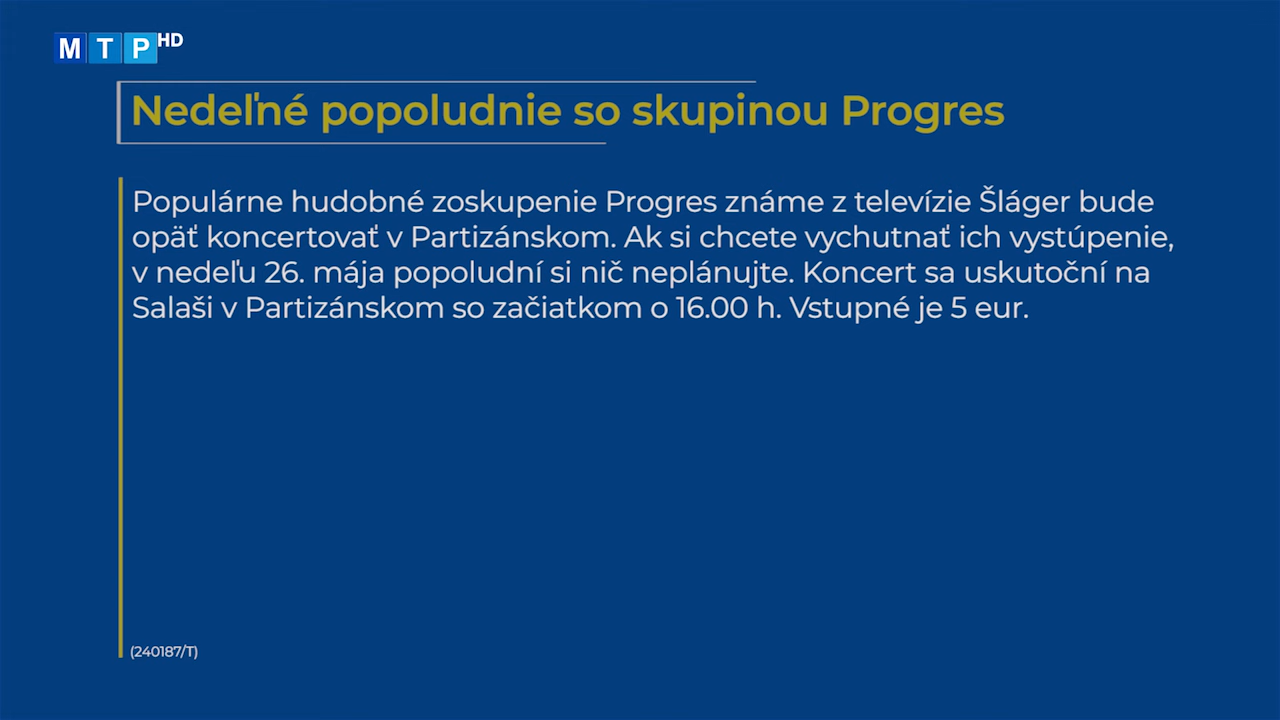 MTP HD
Nedeľné popoludnie so skupinou Progres
Populárne hudobné zoskupenie Progres známe z televízie Šláger bude
opäť koncertovať v Partizánskom. Ak si chcete vychutnať ich vystúpenie,
v nedeľu 26. mája popoludní si nič neplánujte. Koncert sa uskutoční na
Salaši v Partizánskom so začiatkom o 16.00 h. Vstupné je 5 eur.
(240187/T)